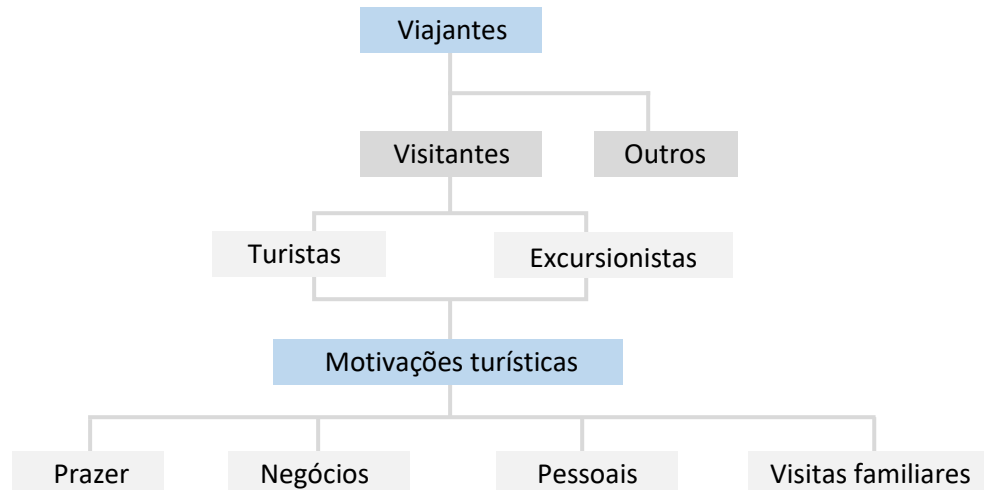 Viajantes
Visitantes
Outros
Turistas
Excursionistas
Motivações turísticas
Prazer
Negócios
Pessoais
Visitas familiares